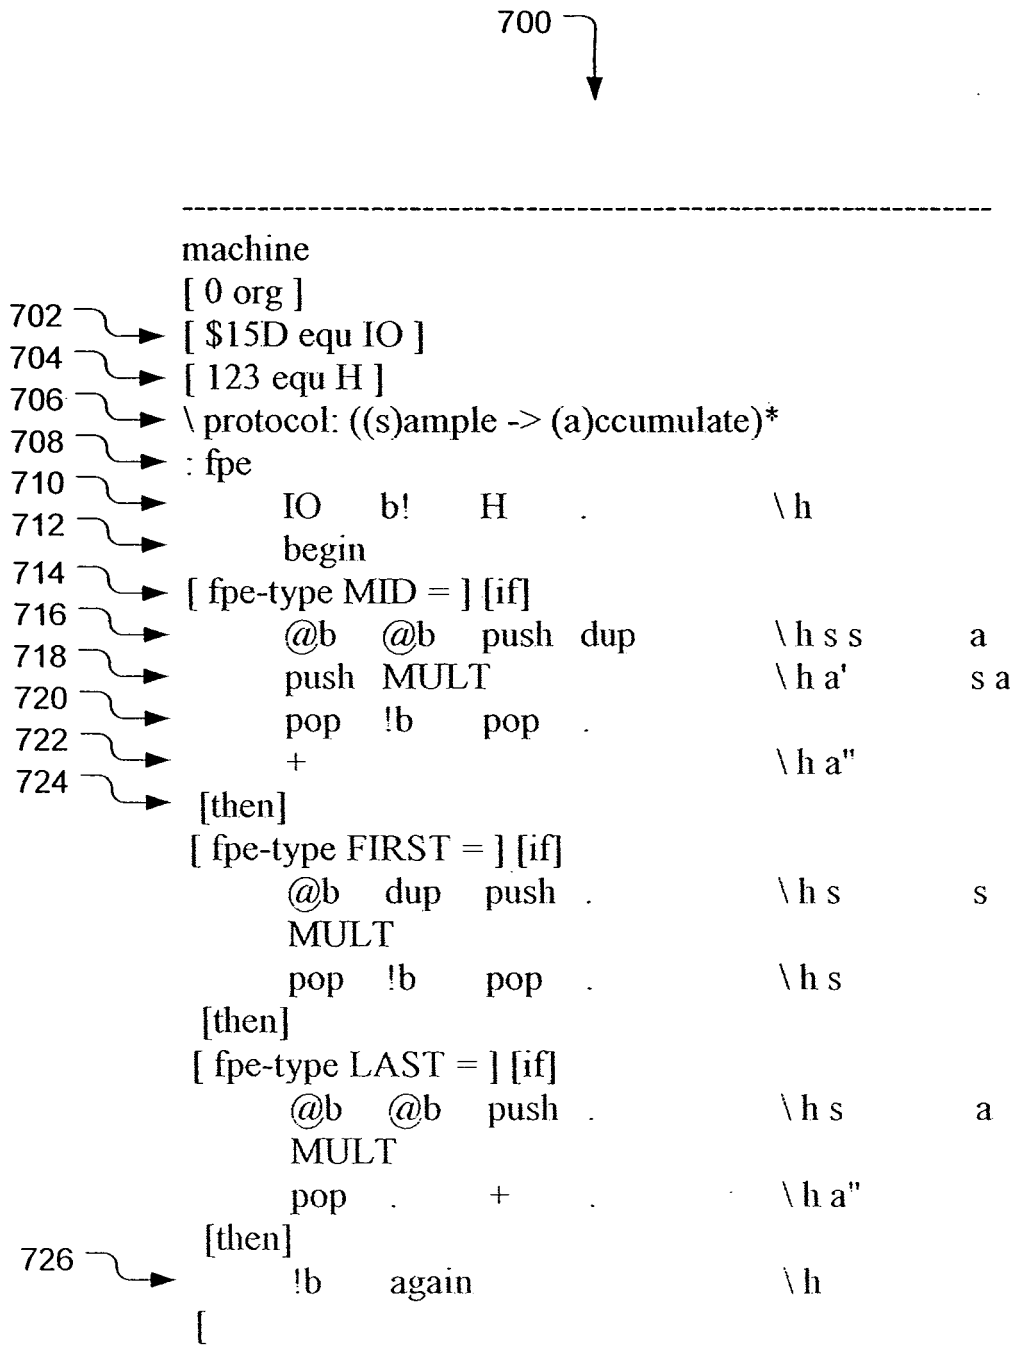 700
machine
[ 0 org ]
702 [ $15D equ IO ]
704 [ 123 equ H ]
706 \ protocol: ((s)ample -> (a)ccumulate)*
708 : fpe
710 IO b! H . \ h
712 begin
714 [ fpe-type MID = ] [if]
716 @b @b push dup \ h s s a
718 push MULT \ h a' s a
720 pop !b pop .
722 + \ h a"
724 [then]
[ fpe-type FIRST = ] [if]
@b dup push . \ h s s
MULT
pop !b pop . \ h s
[then]
[ fpe-type LAST = ] [if]
@b @b push . \ h s a
MULT
pop . + . \ h a"
[then]
726 !b again \ h
[